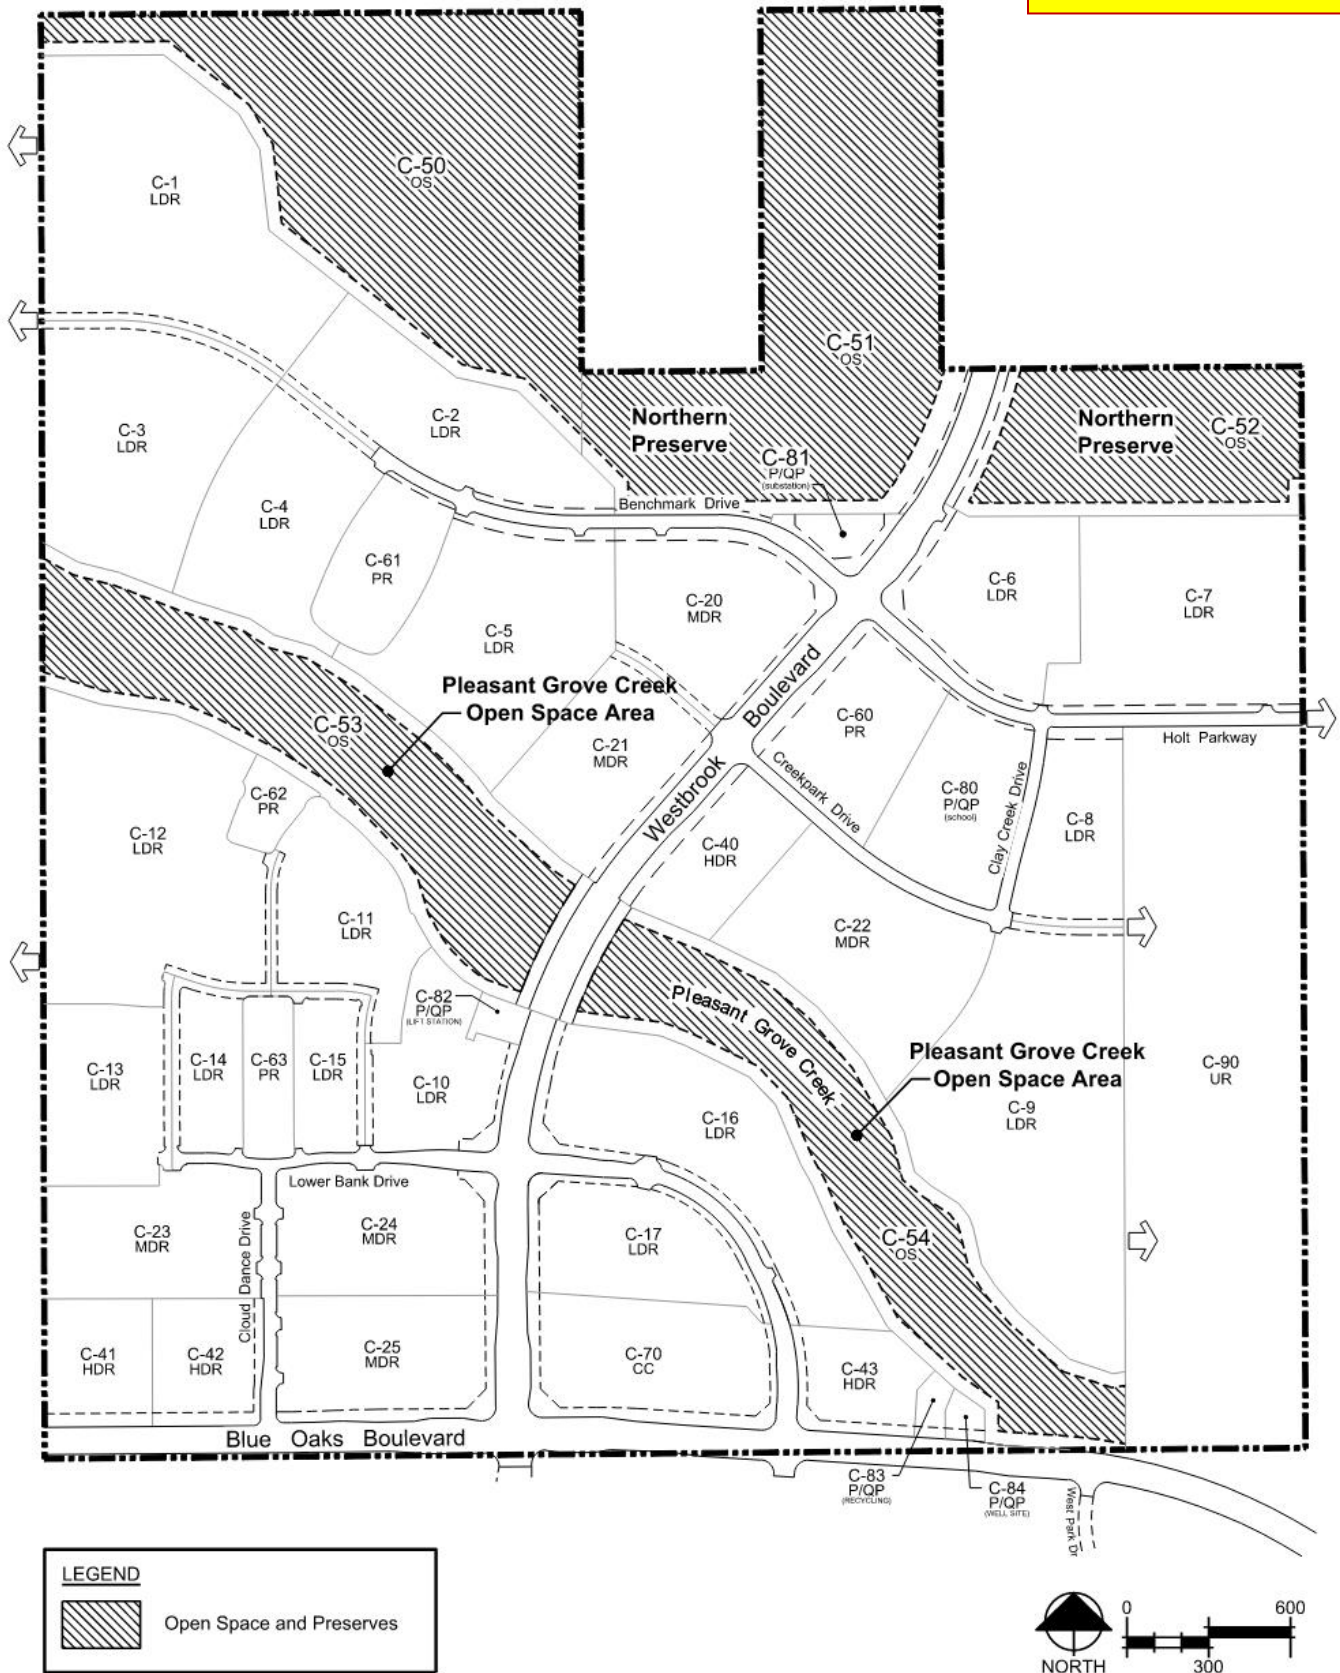 C-50
OS
C-1
LDR
C-51
OS
Northern
Preserve
Northern
Preserve
C-52
OS
C-2
LDR
C-3
LDR
C-81
P/QP
(substation)
Benchmark Drive
C-4
LDR
C-61
PR
C-20
MDR
C-6
LDR
C-7
LDR
C-5
LDR
Pleasant Grove Creek
Open Space Area
C-53
OS
C-21
MDR
Westbrook Boulevard
C-60
PR
Creekpark Drive
C-80
P/QP
(school)
Clay Creek Drive
Holt Parkway
C-8
LDR
C-62
PR
C-12
LDR
C-40
HDR
C-11
LDR
C-22
MDR
C-82
P/QP
(LIFT STATION)
Pleasant Grove Creek
Pleasant Grove Creek
Open Space Area
C-13
LDR
C-14
LDR
C-63
PR
C-15
LDR
C-10
LDR
C-16
LDR
C-9
LDR
C-90
UR
Lower Bank Drive
C-23
MDR
Cloud Dance Drive
C-24
MDR
C-17
LDR
C-54
OS
C-41
HDR
C-42
HDR
C-25
MDR
C-70
CC
C-43
HDR
Blue Oaks Boulevard
C-83
P/QP
(RECYCLING)
C-84
P/QP
(WELL SITE)
West Park Dr
LEGEND
Open Space and Preserves
NORTH
0
600
300